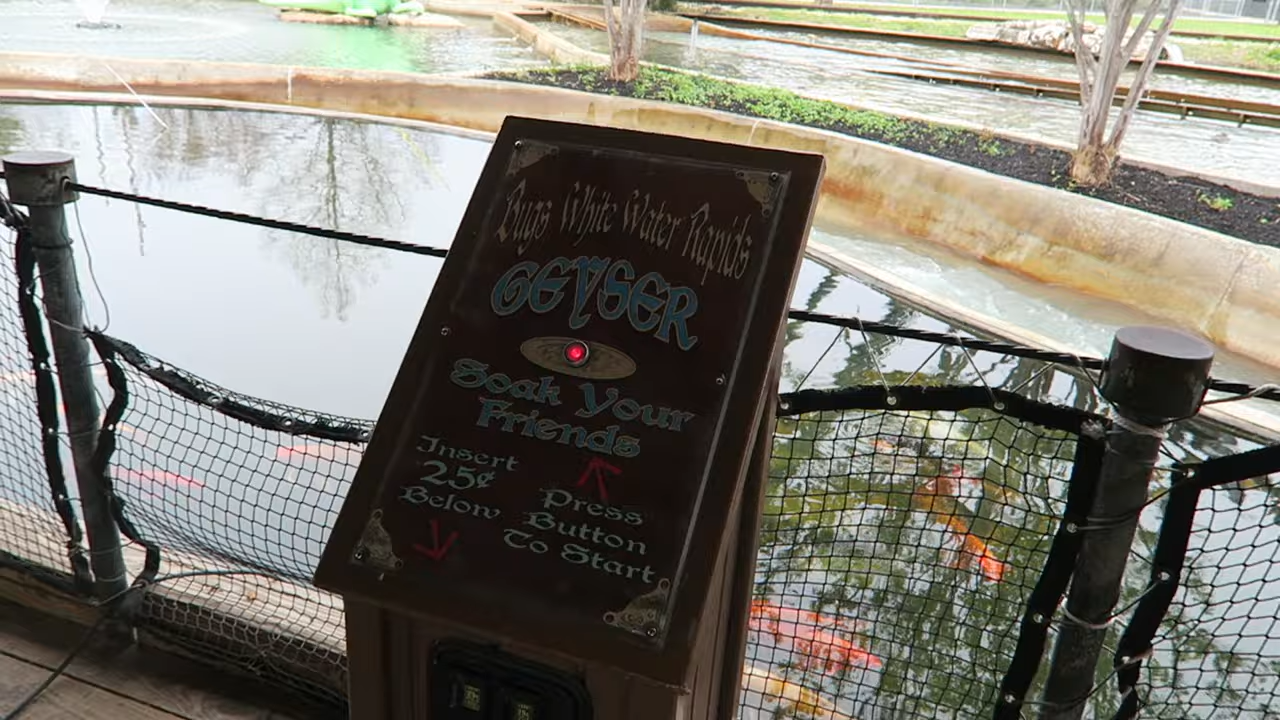 Bugs White Water Rapids
GEYSER
Soak Your
Friends
Insert
25¢
Below
Press
Button
To Start